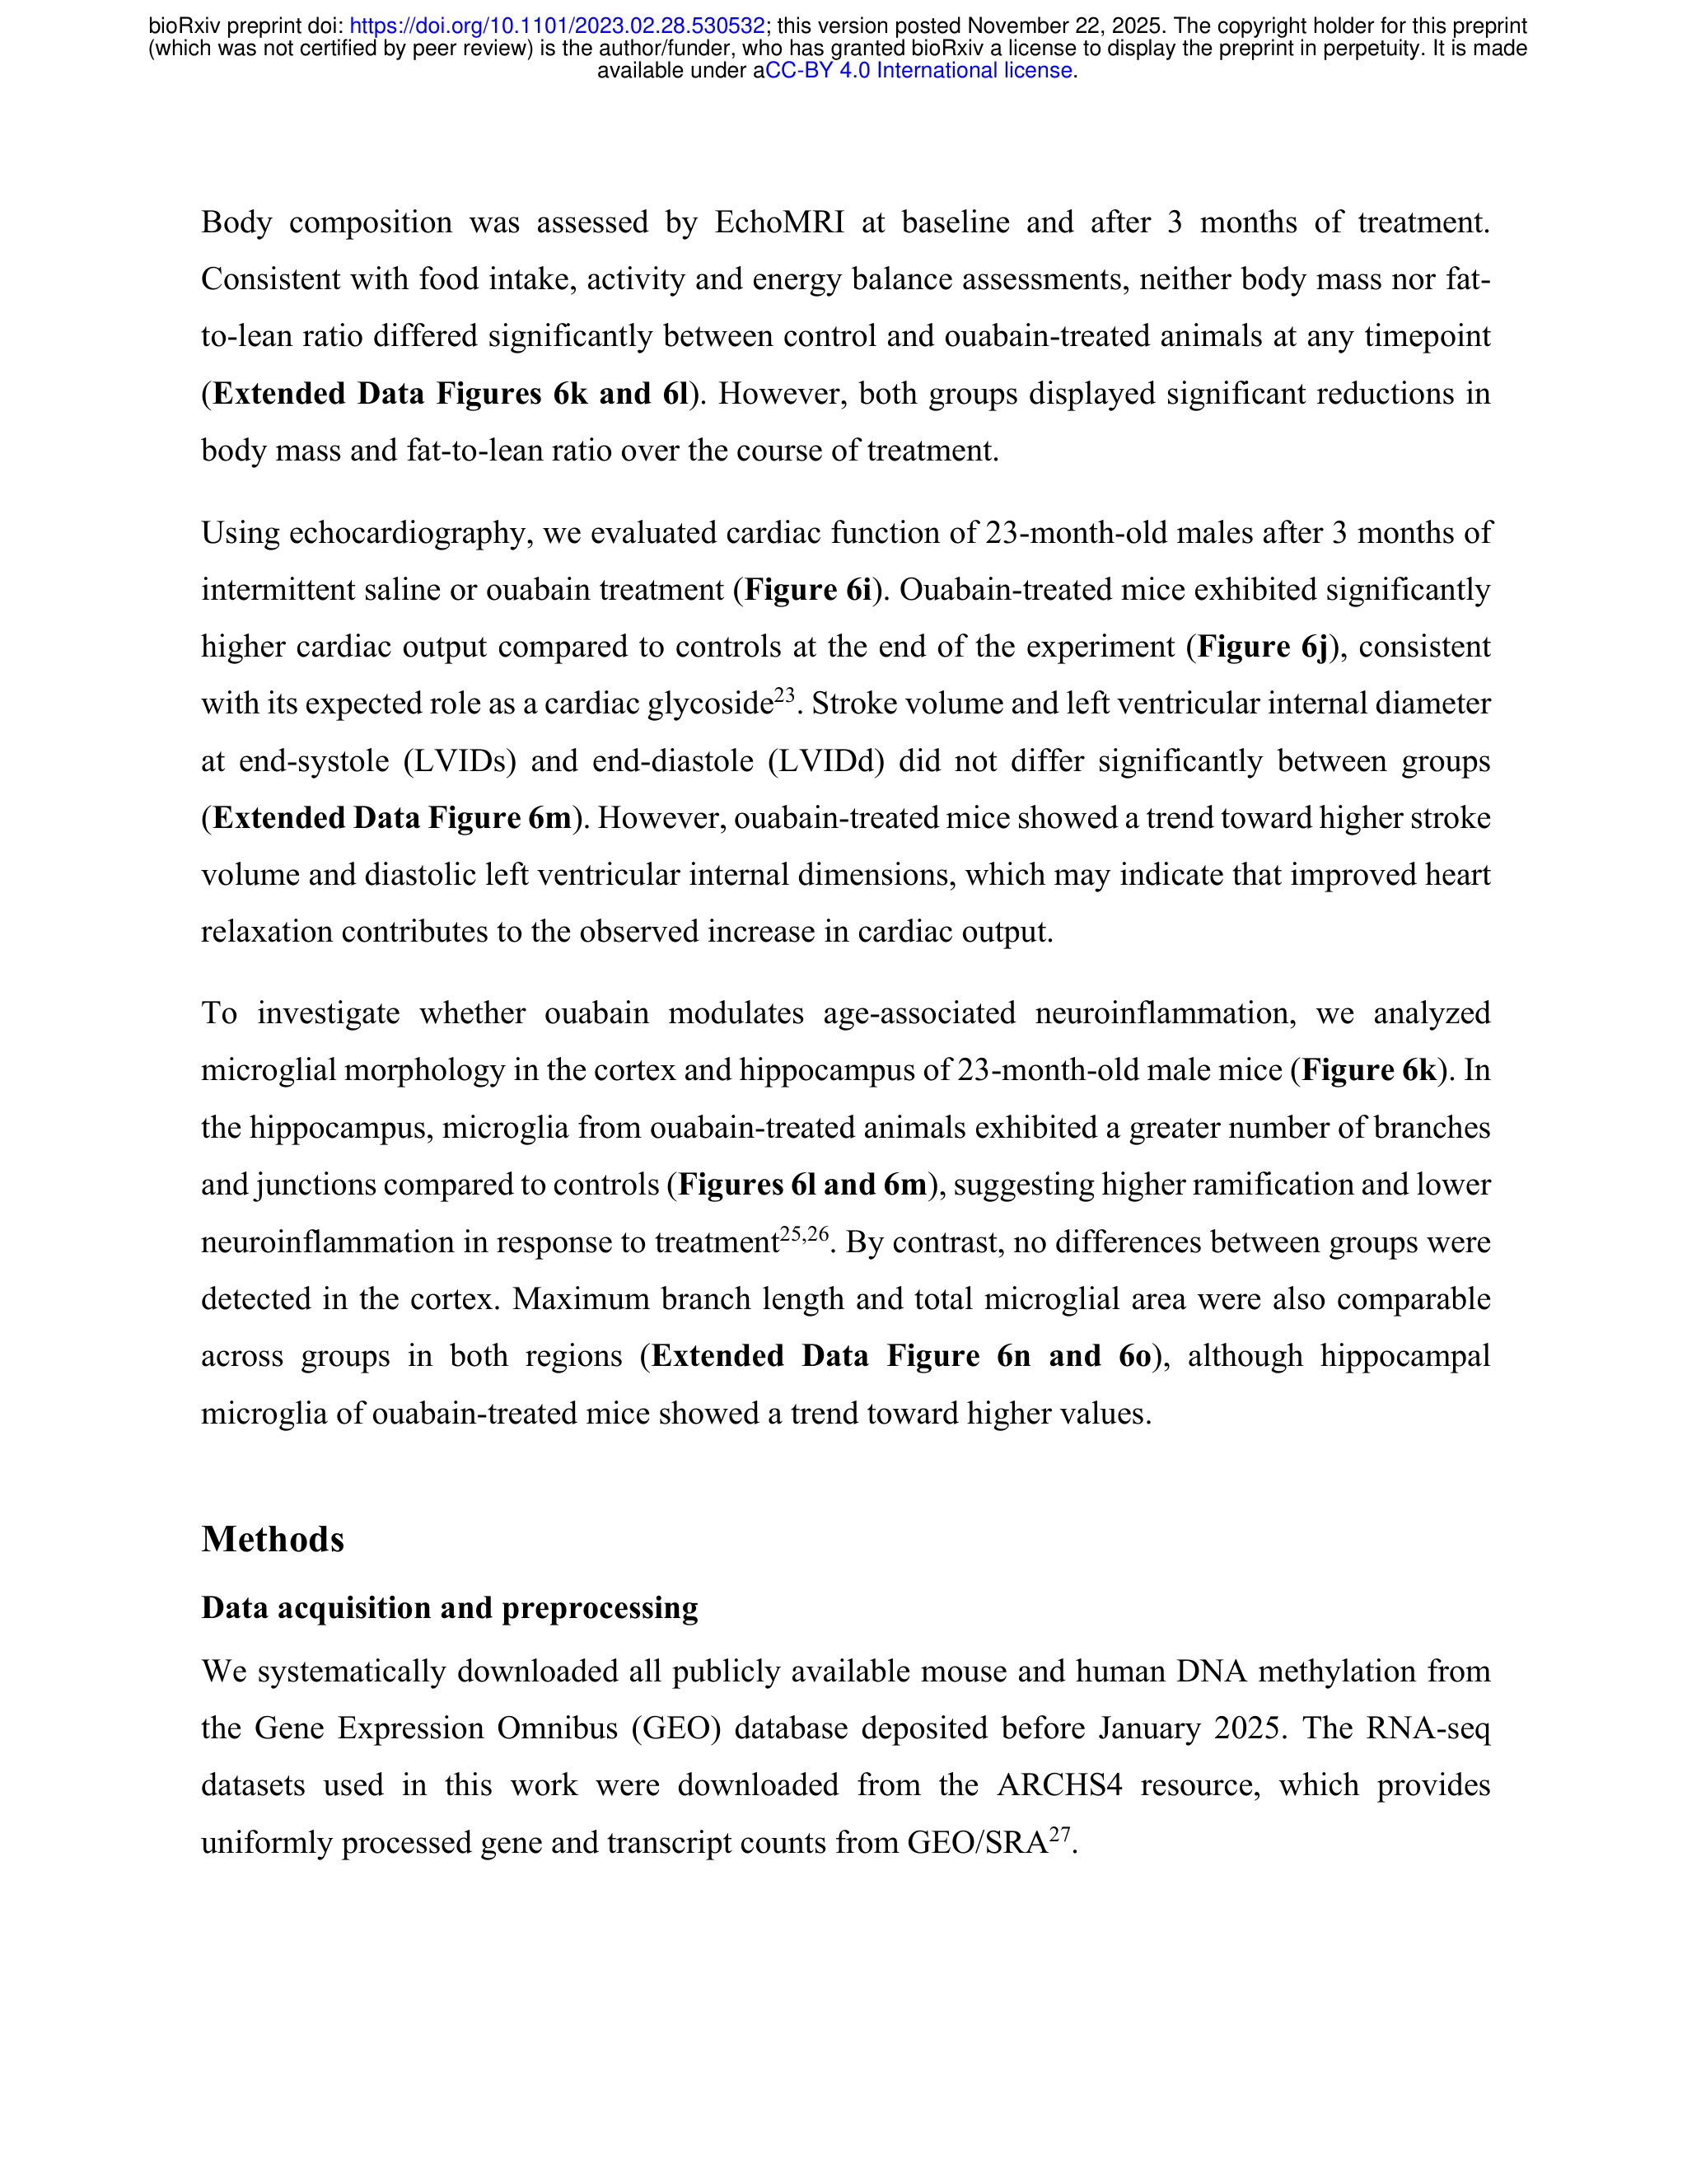 bioRxiv preprint doi: https://doi.org/10.1101/2023.02.28.530532; this version posted November 22, 2025. The copyright holder for this preprint
(which was not certified by peer review) is the author/funder, who has granted bioRxiv a license to display the preprint in perpetuity. It is made
available under aCC-BY 4.0 International license.
Body composition was assessed by EchoMRI at baseline and after 3 months of treatment.
Consistent with food intake, activity and energy balance assessments, neither body mass nor fat-
to-lean ratio differed significantly between control and ouabain-treated animals at any timepoint
(Extended Data Figures 6k and 6l). However, both groups displayed significant reductions in
body mass and fat-to-lean ratio over the course of treatment.
Using echocardiography, we evaluated cardiac function of 23-month-old males after 3 months of
intermittent saline or ouabain treatment (Figure 6i). Ouabain-treated mice exhibited significantly
higher cardiac output compared to controls at the end of the experiment (Figure 6j), consistent
with its expected role as a cardiac glycoside23. Stroke volume and left ventricular internal diameter
at end-systole (LVIDs) and end-diastole (LVIDd) did not differ significantly between groups
(Extended Data Figure 6m). However, ouabain-treated mice showed a trend toward higher stroke
volume and diastolic left ventricular internal dimensions, which may indicate that improved heart
relaxation contributes to the observed increase in cardiac output.
To investigate whether ouabain modulates age-associated neuroinflammation, we analyzed
microglial morphology in the cortex and hippocampus of 23-month-old male mice (Figure 6k). In
the hippocampus, microglia from ouabain-treated animals exhibited a greater number of branches
and junctions compared to controls (Figures 6l and 6m), suggesting higher ramification and lower
neuroinflammation in response to treatment25,26. By contrast, no differences between groups were
detected in the cortex. Maximum branch length and total microglial area were also comparable
across groups in both regions (Extended Data Figure 6n and 6o), although hippocampal
microglia of ouabain-treated mice showed a trend toward higher values.
Methods
Data acquisition and preprocessing
We systematically downloaded all publicly available mouse and human DNA methylation from
the Gene Expression Omnibus (GEO) database deposited before January 2025. The RNA-seq
datasets used in this work were downloaded from the ARCHS4 resource, which provides
uniformly processed gene and transcript counts from GEO/SRA27.